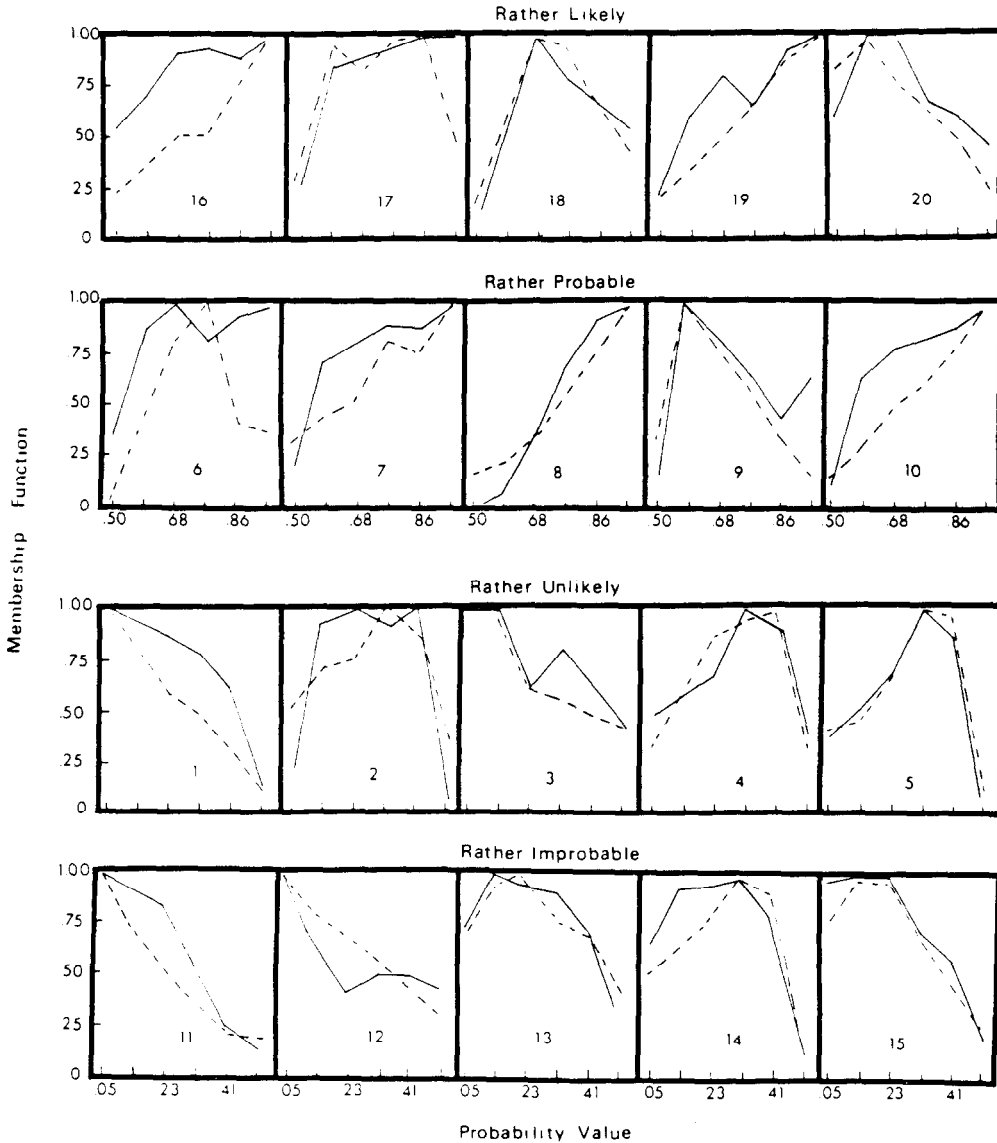 Rather Likely
1.00
.75
.50
.25
0
16 17 18 19 20
Rather Probable
1.00
.75
.50
.25
0
6 7 8 9 10
.50 .68 .86 .50 .68 .86 .50 .68 .86 .50 .68 .86 .50 .68 .86
Membership Function
Rather Unlikely
1.00
.75
.50
.25
0
1 2 3 4 5
Rather Improbable
1.00
.75
.50
.25
0
11 12 13 14 15
.05 23 41 .05 23 41 .05 23 41 .05 23 41 .05 23 41
Probability Value